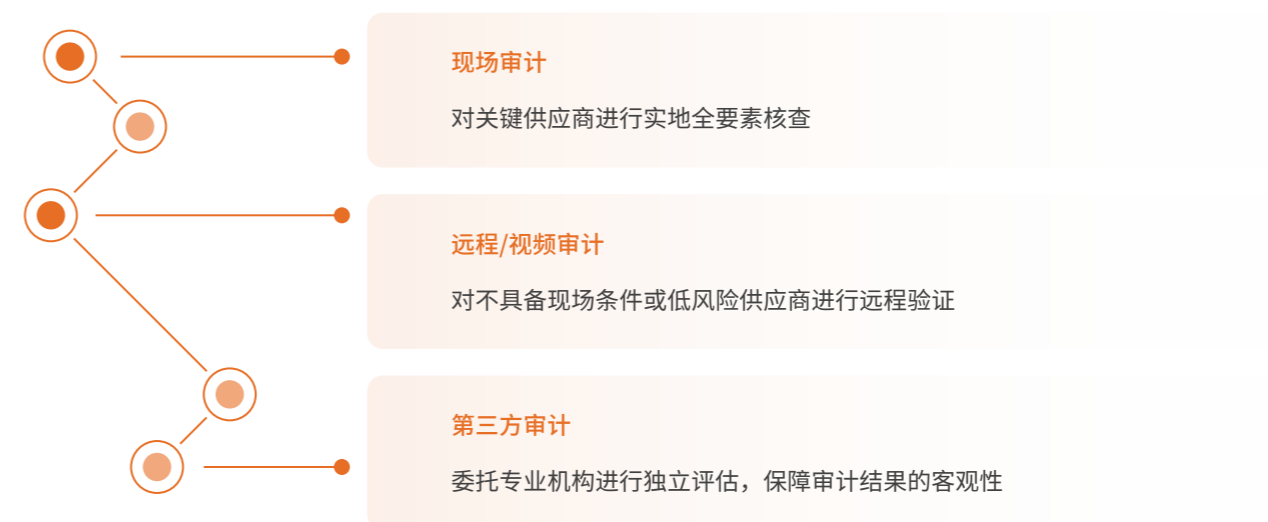 现场审计
对关键供应商进行实地全要素核查
远程/视频审计
对不具备现场条件或低风险供应商进行远程验证
第三方审计
委托专业机构进行独立评估，保障审计结果的客观性